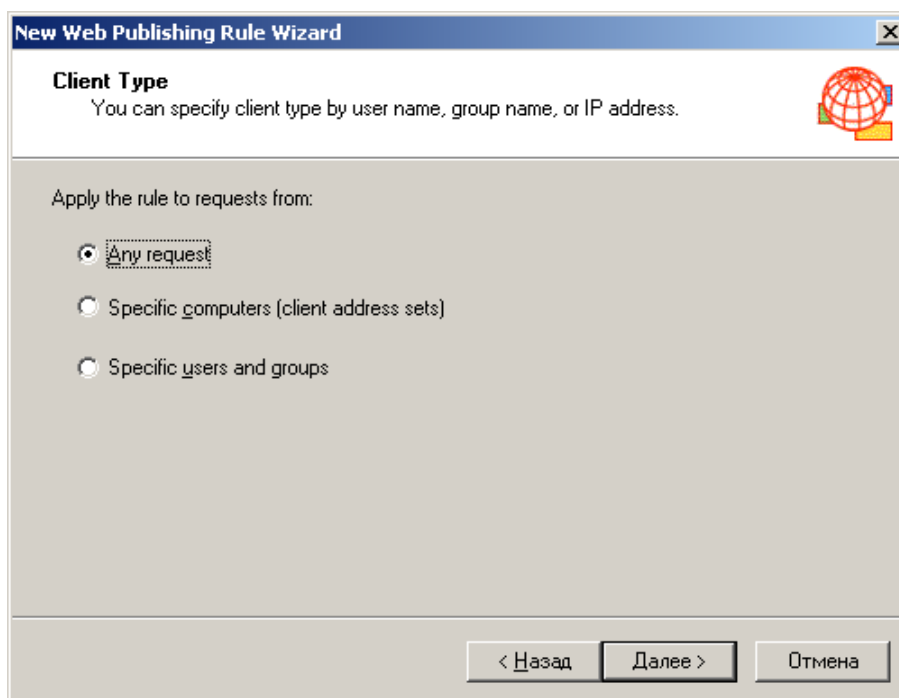 New Web Publishing Rule Wizard
Client Type
You can specify client type by user name, group name, or IP address.
Apply the rule to requests from:
Any request
Specific computers (client address sets)
Specific users and groups
< Назад Далее > Отмена